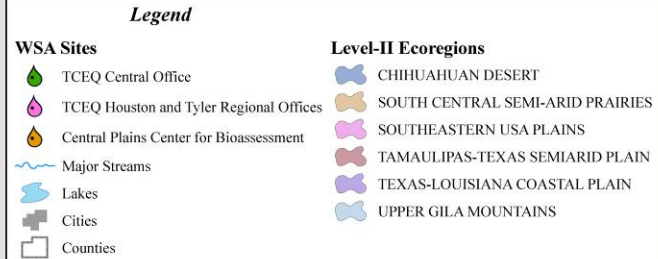 Legend
WSA Sites
TCEQ Central Office
TCEQ Houston and Tyler Regional Offices
Central Plains Center for Bioassessment
Major Streams
Lakes
Cities
Counties
Level-II Ecoregions
CHIHUAHUAN DESERT
SOUTH CENTRAL SEMI-ARID PRAIRIES
SOUTHEASTERN USA PLAINS
TAMAULIPAS-TEXAS SEMIARID PLAIN
TEXAS-LOUISIANA COASTAL PLAIN
UPPER GILA MOUNTAINS